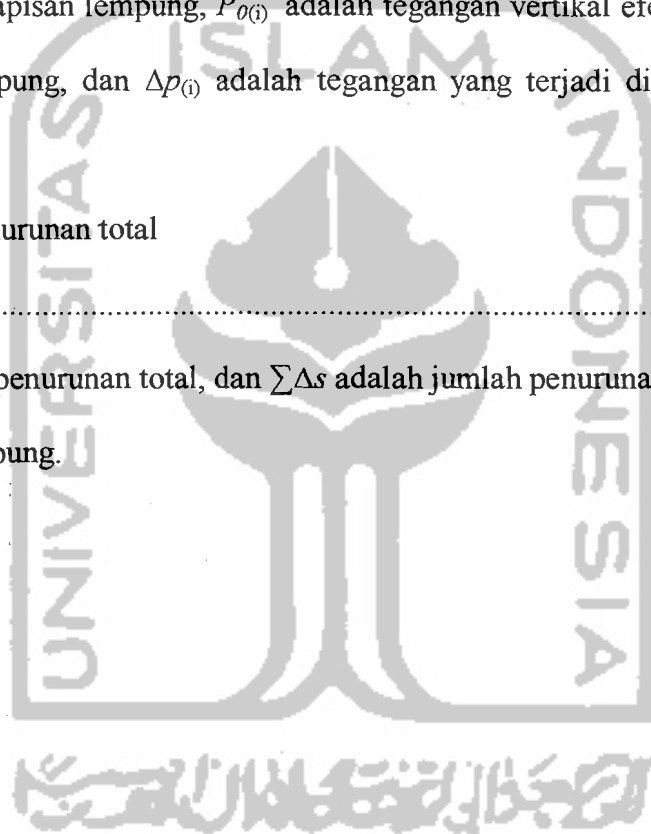 apisan lempung, P0(i) adalah tegangan vertikal efe
pung, dan Δp(i) adalah tegangan yang terjadi di
urunan total
................................................................
penurunan total, dan ∑Δs adalah jumlah penuruna
pung.
ISLAM
UNIVERSITAS
INDONESIA